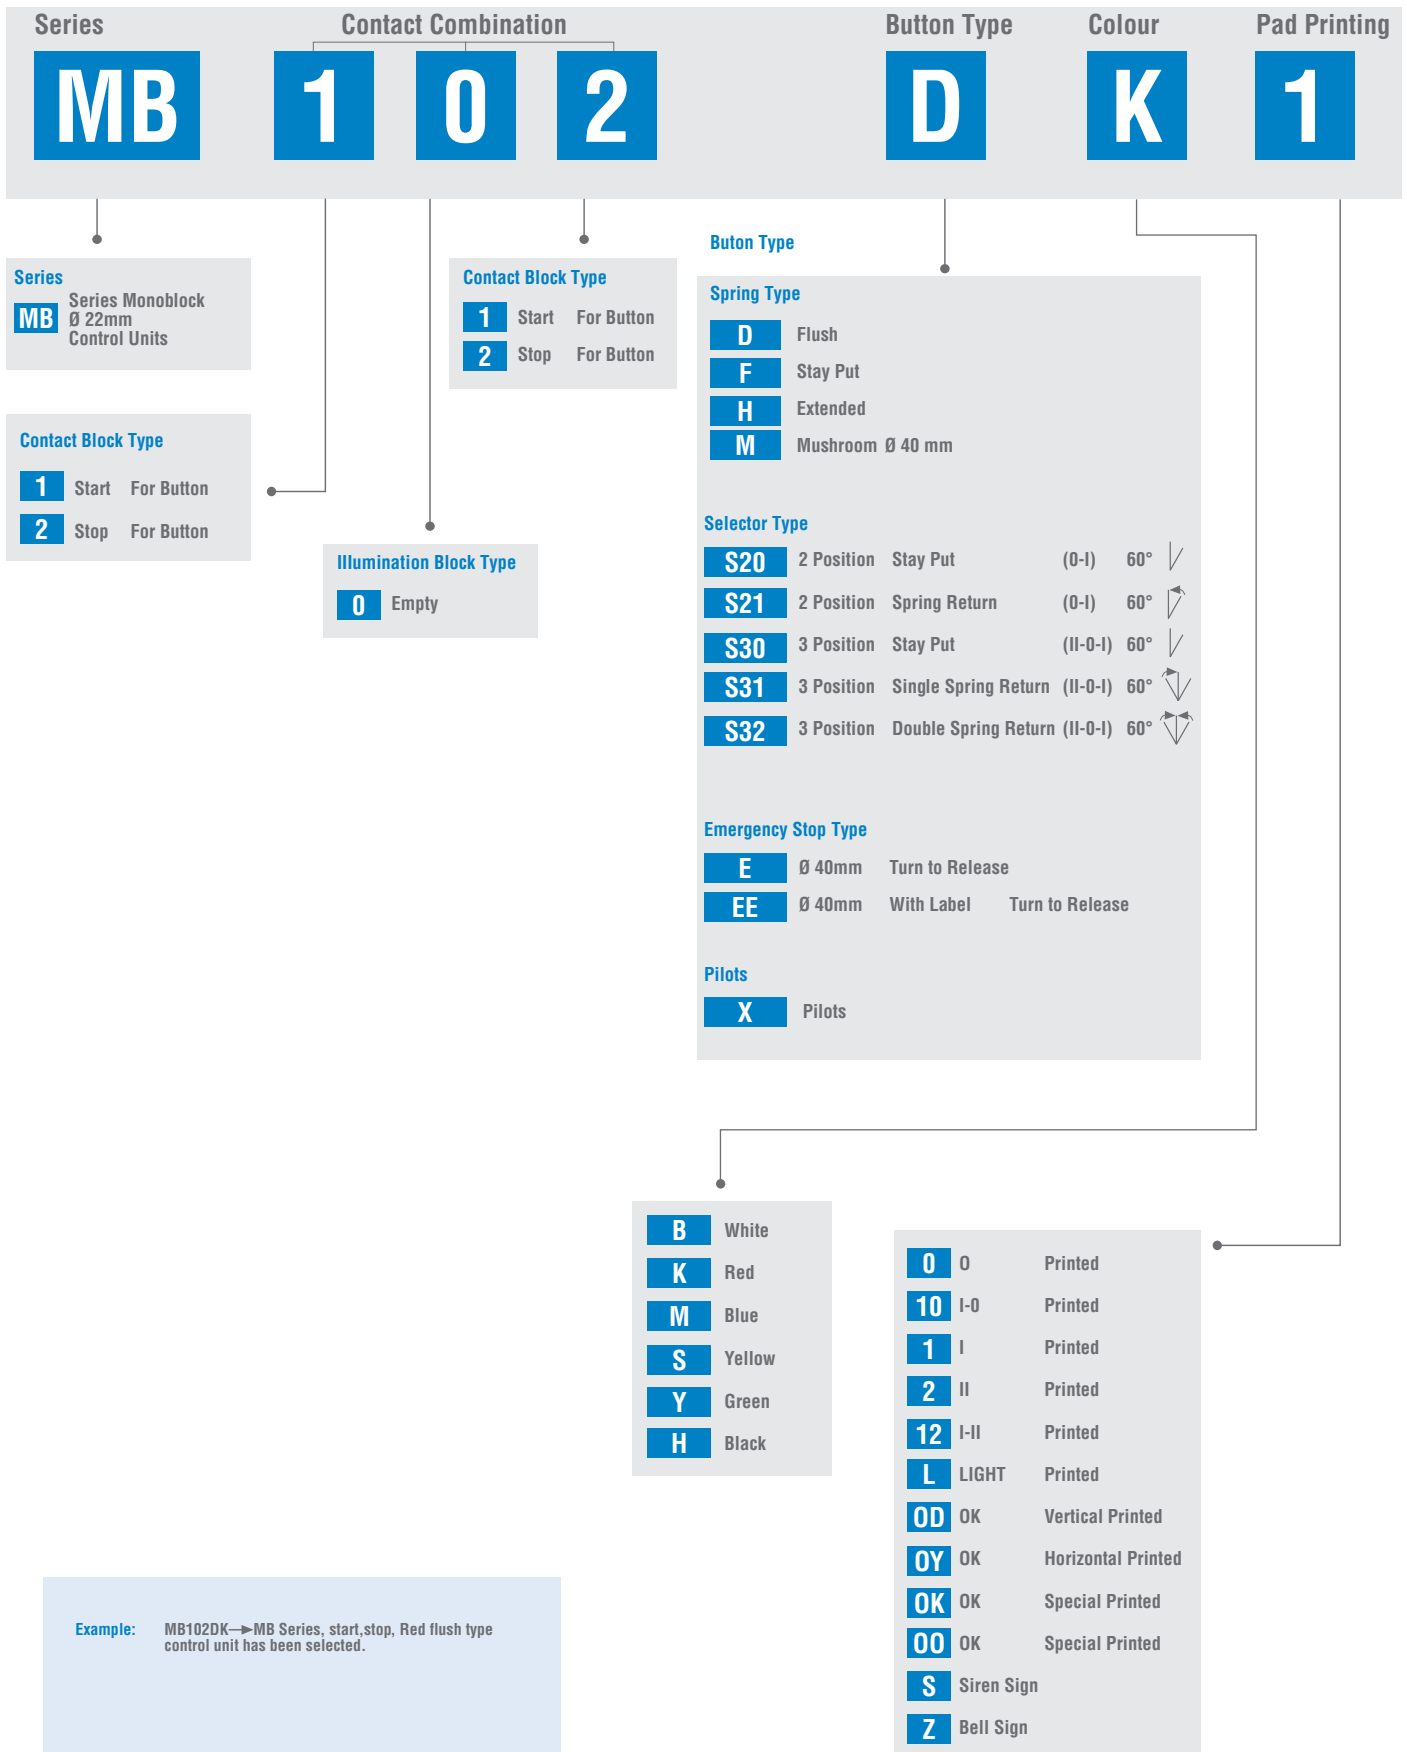 Series Contact Combination Button Type Colour Pad Printing
MB 1 0 2 D K 1
Series
MB Series Monoblock
Ø 22mm
Control Units
Contact Block Type
1 Start For Button
2 Stop For Button
Illumination Block Type
0 Empty
Contact Block Type
1 Start For Button
2 Stop For Button
Buton Type
Spring Type
D Flush
F Stay Put
H Extended
M Mushroom Ø 40 mm
Selector Type
S20 2 Position Stay Put (0-I) 60°
S21 2 Position Spring Return (0-I) 60°
S30 3 Position Stay Put (II-0-I) 60°
S31 3 Position Single Spring Return (II-0-I) 60°
S32 3 Position Double Spring Return (II-0-I) 60°
Emergency Stop Type
E Ø 40mm Turn to Release
EE Ø 40mm With Label Turn to Release
Pilots
X Pilots
B White
K Red
M Blue
S Yellow
Y Green
H Black
0 O Printed
10 I-0 Printed
1 I Printed
2 II Printed
12 I-II Printed
L LIGHT Printed
OD OK Vertical Printed
OY OK Horizontal Printed
OK OK Special Printed
OO OK Special Printed
S Siren Sign
Z Bell Sign
Example: MB102DK→MB Series, start,stop, Red flush type
control unit has been selected.